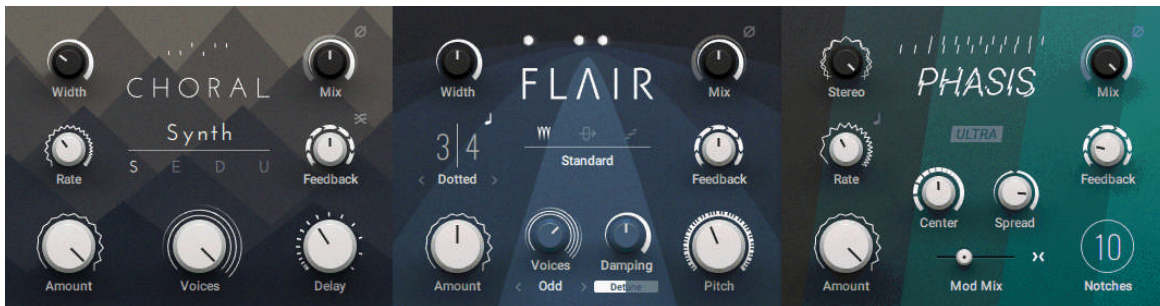 CHORAL
Width
Mix
Synth
S E D U
Rate
Feedback
Amount
Voices
Delay
FLAIR
Width
Mix
3|4
Standard
< Dotted >
Feedback
Voices
Damping
< Odd >
Detune
Amount
Pitch
PHASIS
Stereo
Mix
ULTRA
Rate
Feedback
Center
Spread
10
Amount
Mod Mix
Notches